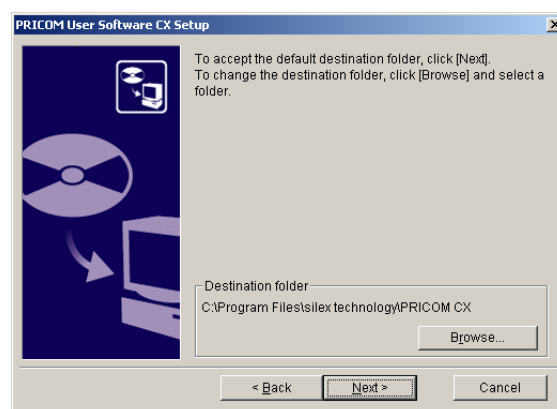 PRICOM User Software CX Setup
To accept the default destination folder, click [Next].
To change the destination folder, click [Browse] and select a
folder.
Destination folder
C:\Program Files\silex technology\PRICOM CX
Browse...
< Back
Next >
Cancel